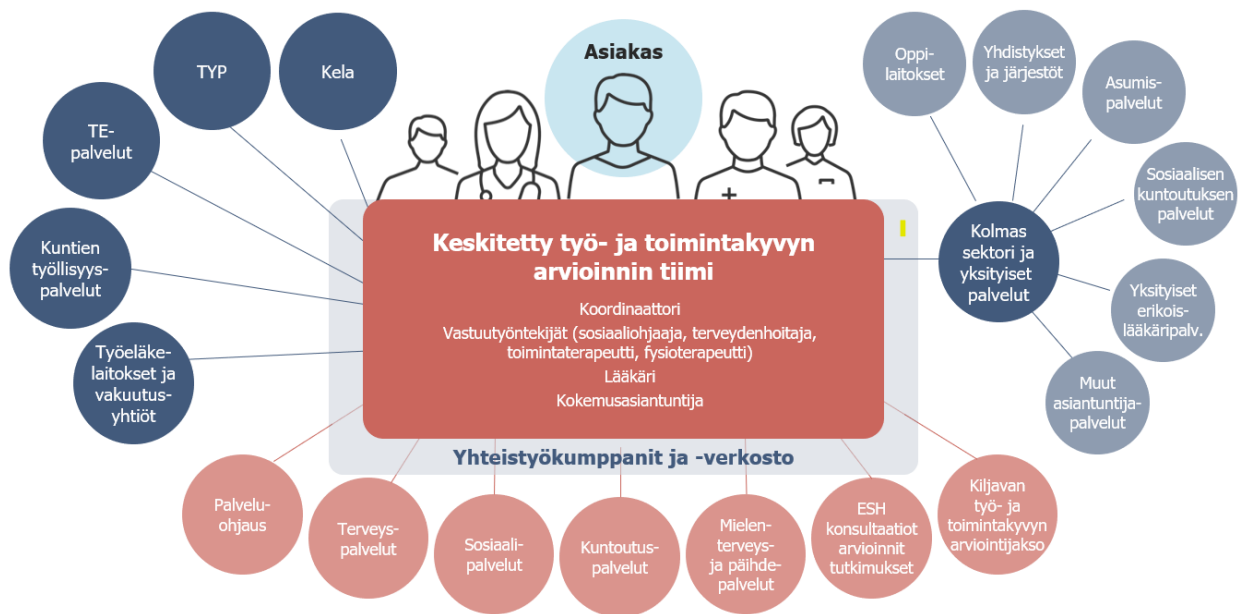 Asiakas
TYP
Kela
TE-
palvelut
Kuntien
työllisyys-
palvelut
Työeläke-
laitokset ja
vakuutus-
yhtiöt
Keskitetty työ- ja toimintakyvyn
arvioinnin tiimi
Koordinaattori
Vastuutyöntekijät (sosiaaliohjaaja, terveydenhoitaja,
toimintaterapeutti, fysioterapeutti)
Lääkäri
Kokemusasiantuntija
Yhteistyökumppanit ja -verkosto
Oppi-
laitokset
Yhdistykset
ja järjestöt
Asumis-
palvelut
Sosiaalisen
kuntoutuksen
palvelut
Kolmas
sektori ja
yksityiset
palvelut
Yksityiset
erikois-
lääkäripalv.
Muut
asiantuntija-
palvelut
Palvelu-
ohjaus
Terveys-
palvelut
Sosiaali-
palvelut
Kuntoutus-
palvelut
Mielen-
terveys-
ja päihde-
palvelut
ESH
konsultaatiot
arvioinnit
tutkimukset
Kiljavan
työ- ja
toimintakyvyn
arviointijakso